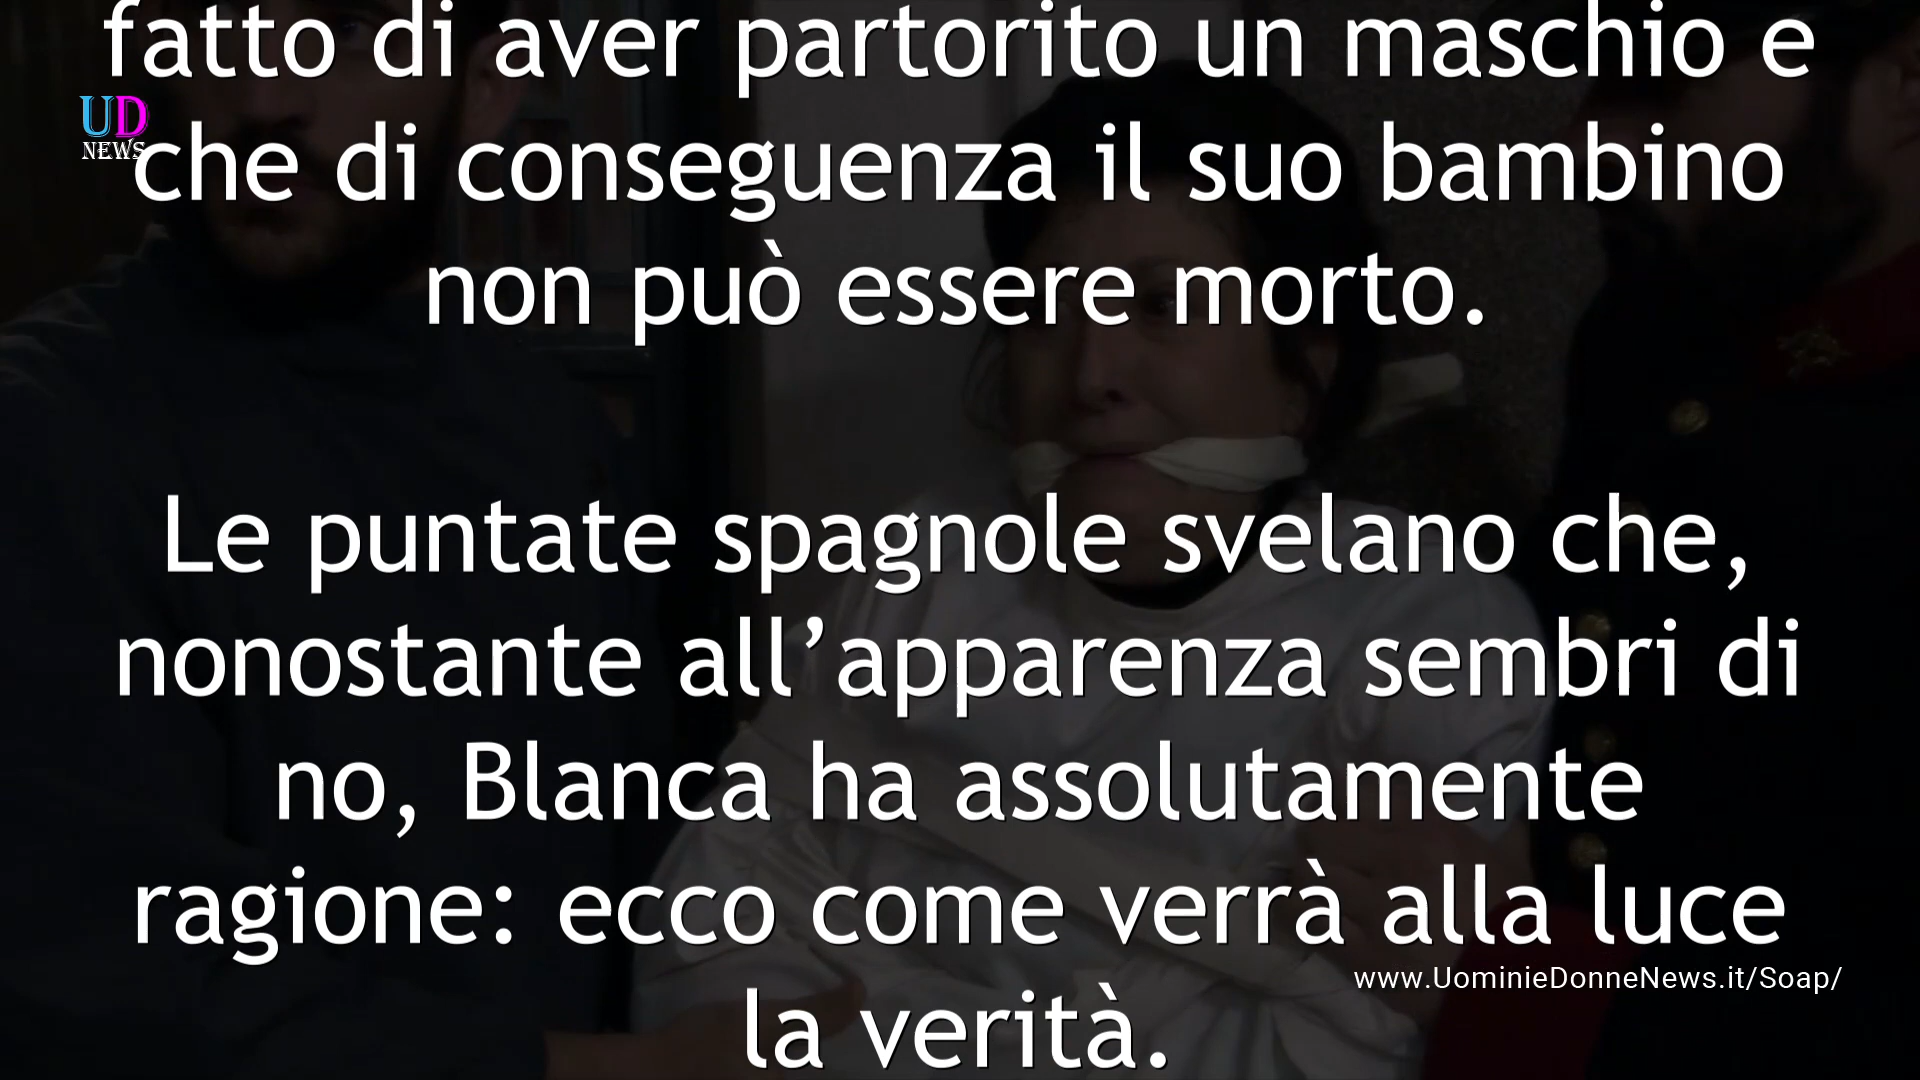 fatto di aver partorito un maschio e
UD
NEWS
che di conseguenza il suo bambino
non può essere morto.
Le puntate spagnole svelano che,
nonostante all’apparenza sembri di
no, Blanca ha assolutamente
ragione: ecco come verrà alla luce
www.UominieDonneNews.it/Soap/
la verità.